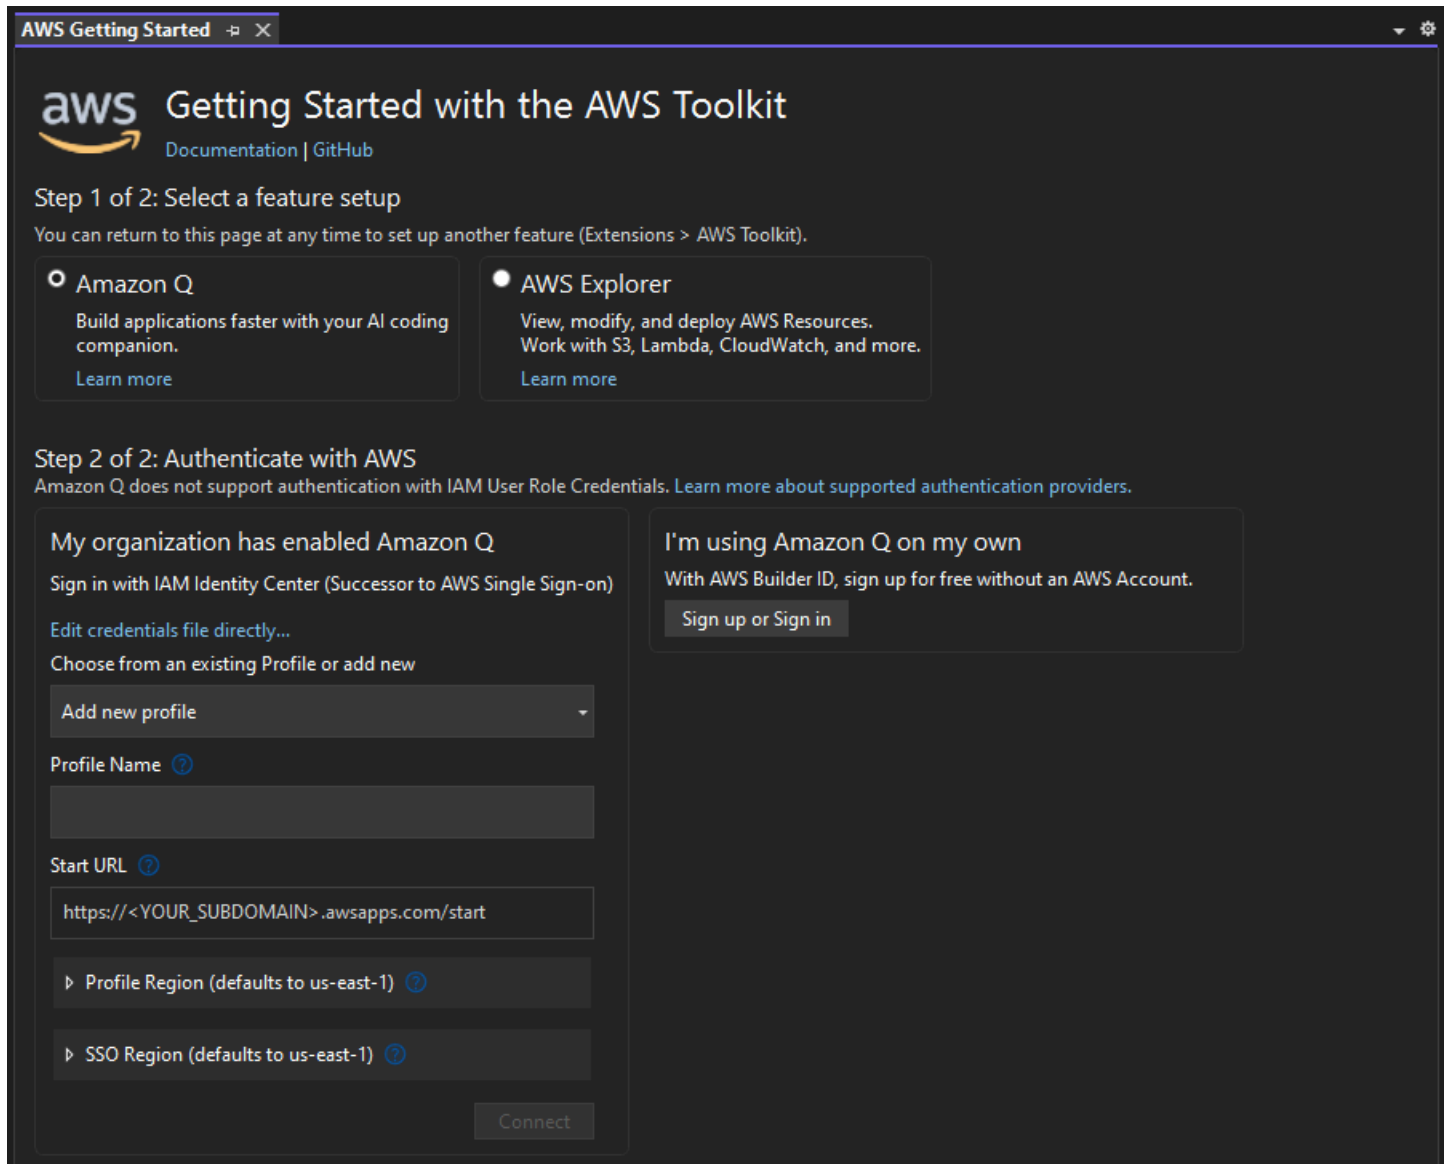 AWS Getting Started
aws
Getting Started with the AWS Toolkit
Documentation | GitHub
Step 1 of 2: Select a feature setup
You can return to this page at any time to set up another feature (Extensions > AWS Toolkit).
Amazon Q
Build applications faster with your AI coding
companion.
Learn more
AWS Explorer
View, modify, and deploy AWS Resources.
Work with S3, Lambda, CloudWatch, and more.
Learn more
Step 2 of 2: Authenticate with AWS
Amazon Q does not support authentication with IAM User Role Credentials. Learn more about supported authentication providers.
My organization has enabled Amazon Q
Sign in with IAM Identity Center (Successor to AWS Single Sign-on)
Edit credentials file directly...
Choose from an existing Profile or add new
Add new profile
Profile Name ?
Start URL ?
https://<YOUR_SUBDOMAIN>.awsapps.com/start
Profile Region (defaults to us-east-1) ?
SSO Region (defaults to us-east-1) ?
Connect
I'm using Amazon Q on my own
With AWS Builder ID, sign up for free without an AWS Account.
Sign up or Sign in